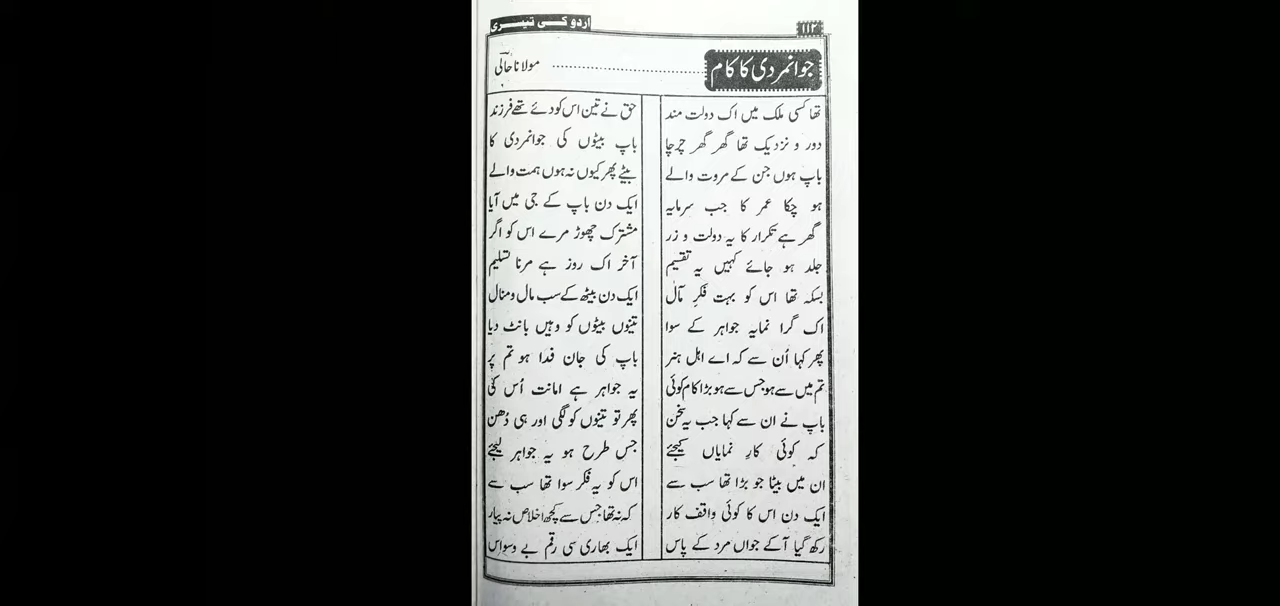 اردو کی تیسری
۱۱۳
جوانمردی کا کام ........................ مولانا حالی
تھا کسی ملک میں اک دولت مند حق نے تین اس کو دئے تھے فرزند
دور و نزدیک تھا گھر گھر چرچا باپ بیٹوں کی جوانمردی کا
باپ ہوں جن کے مروت والے بیٹے پھر کیوں نہ ہوں ہمت والے
ہو چکا عمر کا جب سرمایہ ایک دن باپ کے جی میں آیا
گھر ہے تکرار کا یہ دولت و زر مشترک چھوڑ مرے اس کو اگر
جلد ہو جائے کہیں یہ تقسیم آخر اک روز ہے مرنا تسلیم
بسکہ تھا اس کو بہت فکرِ مآل ایک دن بیٹھ کے سب مال و منال
اک گرا نمایہ جواہر کے سوا تینوں بیٹوں کو وہیں بانٹ دیا
پھر کہا اُن سے کہ اے اہل ہنر باپ کی جان فدا ہو تم پر
تم میں سے ہو جس سے ہو بڑا کام کوئی یہ جواہر ہے امانت اُس کی
باپ نے ان سے کہا جب یہ سخن پھر تو تینوں کو لگی اور ہی دُھن
کہ کوئی کارِ نمایاں کیجئے جس طرح ہو یہ جواہر لیجئے
ان میں بیٹا جو بڑا تھا سب سے اس کو یہ فکر سوا تھا سب سے
ایک دن اس کا کوئی واقف کار کہ نہ تھا جس سے کچھ اخلاص نہ پیار
رکھ گیا آ کے جواں مرد کے پاس ایک بھاری سی رقم بے وسواس